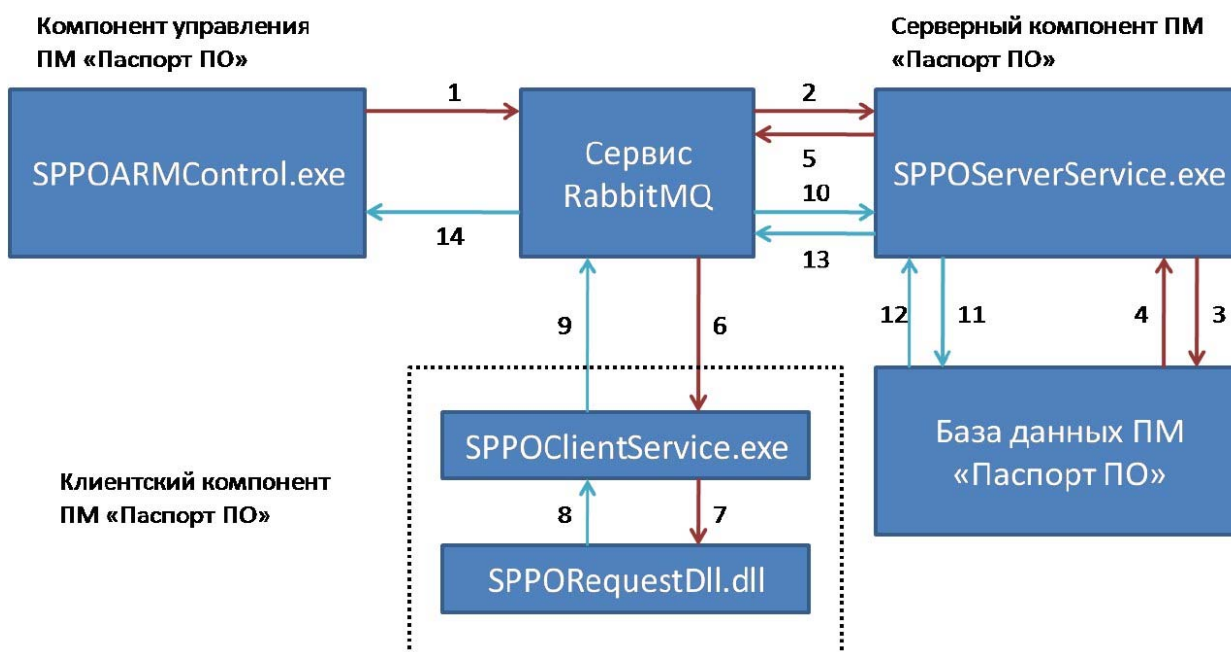 Компонент управления
ПМ «Паспорт ПО»
Серверный компонент ПМ
«Паспорт ПО»
SPPOARMControl.exe
1
Сервис
RabbitMQ
2
5
10
13
SPPOServerService.exe
14
9
6
12
11
4
3
SPPOClientService.exe
База данных ПМ
«Паспорт ПО»
Клиентский компонент
ПМ «Паспорт ПО»
8
7
SPPORequestDll.dll